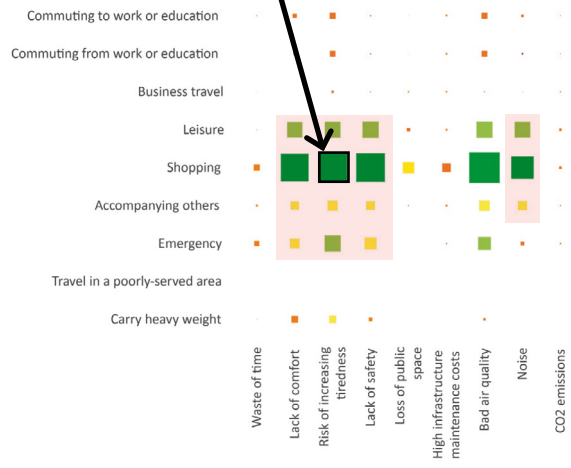 Commuting to work or education
Commuting from work or education
Business travel
Leisure
Shopping
Accompanying others
Emergency
Travel in a poorly-served area
Carry heavy weight
Waste of time
Lack of comfort
Risk of increasing
tiredness
Lack of safety
Loss of public
space
High infrastructure
maintenance costs
Bad air quality
Noise
CO2 emissions